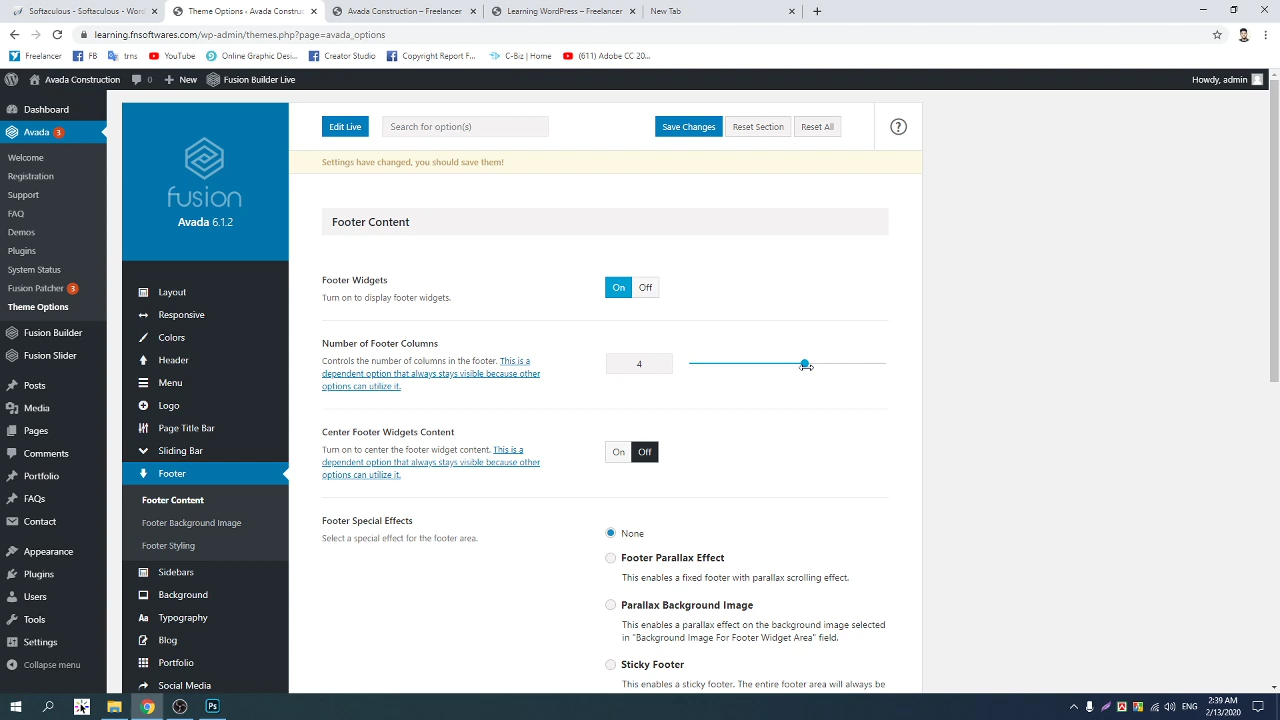 Softaculous - Softaculous - Word
Theme Options ‹ Avada Construc
Avada Construction – Freelancer
Learning WordPress – Freelancer
New Tab
learning.fnsoftwares.org/wp-admin/themes.php?page=avada_options
Freelancer
FB
trns
YouTube
Online Graphic Desi...
Creator Studio
Copyright Report F...
C-Biz | Home
(611) Adobe CC 20...
Avada Construction
0
New
Fusion Builder Live
Howdy, admin
Dashboard
Avada 3
Welcome
Registration
Support
FAQ
Demos
Plugins
System Status
Fusion Patcher 3
Theme Options
Fusion Builder
Fusion Slider
Posts
Media
Pages
Comments
Portfolio
FAQs
Contact
Appearance
Plugins
Users
Tools
Settings
Collapse menu
fusion
Avada 6.1.2
Layout
Responsive
Colors
Header
Menu
Logo
Page Title Bar
Sliding Bar
Footer
Footer Content
Footer Background Image
Footer Styling
Sidebars
Background
Aa Typography
Blog
Portfolio
Social Media
Edit Live
Search for option(s)
Save Changes
Reset Section
Reset All
?
Settings have changed, you should save them!
Footer Content
Footer Widgets
Turn on to display footer widgets.
On Off
Number of Footer Columns
Controls the number of columns in the footer. This is a
dependent option that always stays visible because other
options can utilize it.
4
Center Footer Widgets Content
Turn on to center the footer widget content. This is a
dependent option that always stays visible because other
options can utilize it.
On Off
Footer Special Effects
Select a special effect for the footer area.
None
Footer Parallax Effect
This enables a fixed footer with parallax scrolling effect.
Parallax Background Image
This enables a parallax effect on the background image selected
in "Background Image For Footer Widget Area" field.
Sticky Footer
This enables a sticky footer. The entire footer area will always be
Ps
ENG
2:39 AM
2/13/2020